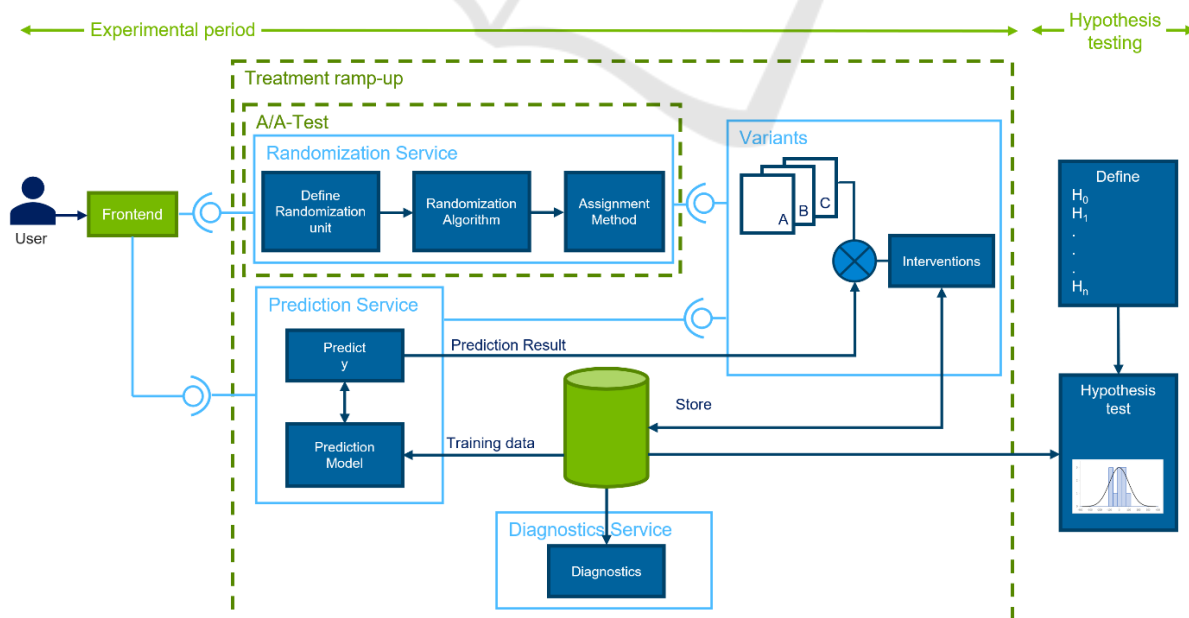 Experimental period
Hypothesis
testing
Treatment ramp-up
A/A-Test
Randomization Service
Define
Randomization
unit
Randomization
Algorithm
Assignment
Method
Variants
A
B
C
Interventions
User
Frontend
Prediction Service
Predict
y
Prediction Result
Prediction
Model
Training data
Store
Diagnostics Service
Diagnostics
Define
H0
H1
.
.
.
Hn
Hypothesis
test